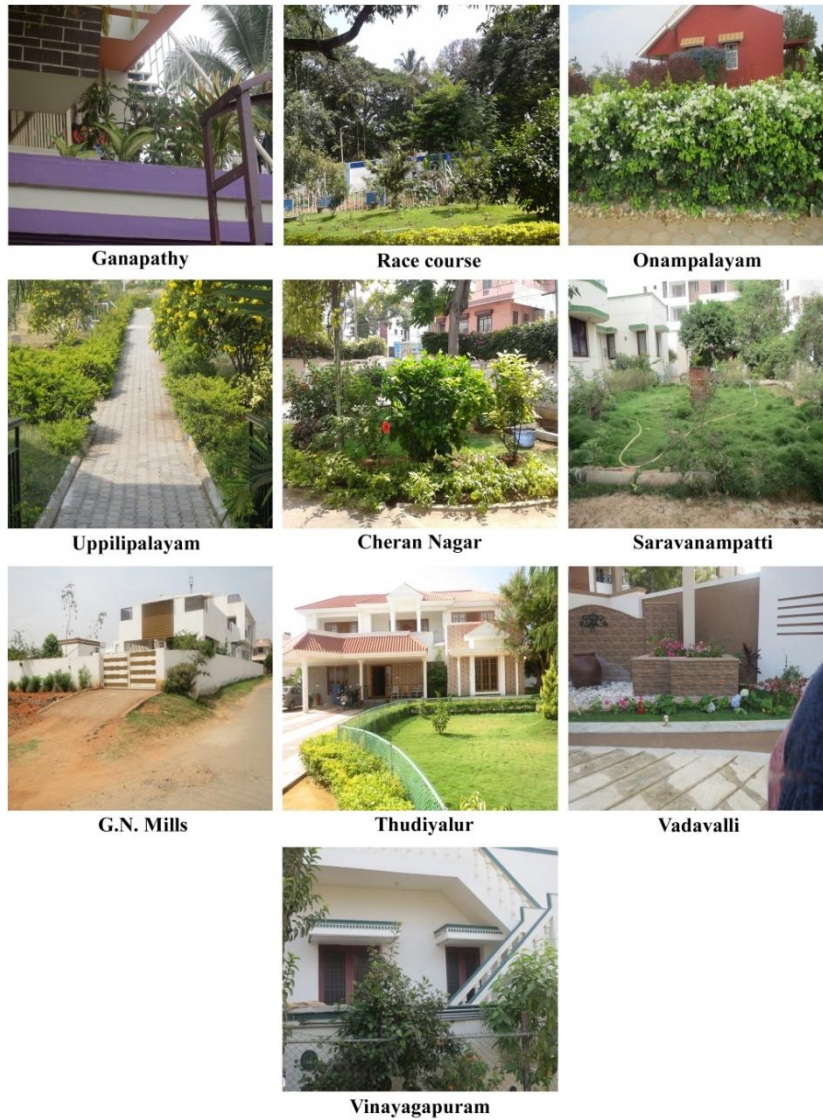 Ganapathy
Race course
Onampalayam
Uppilipalayam
Cheran Nagar
Saravanampatti
G.N. Mills
Thudiyalur
Vadavalli
Vinayagapuram